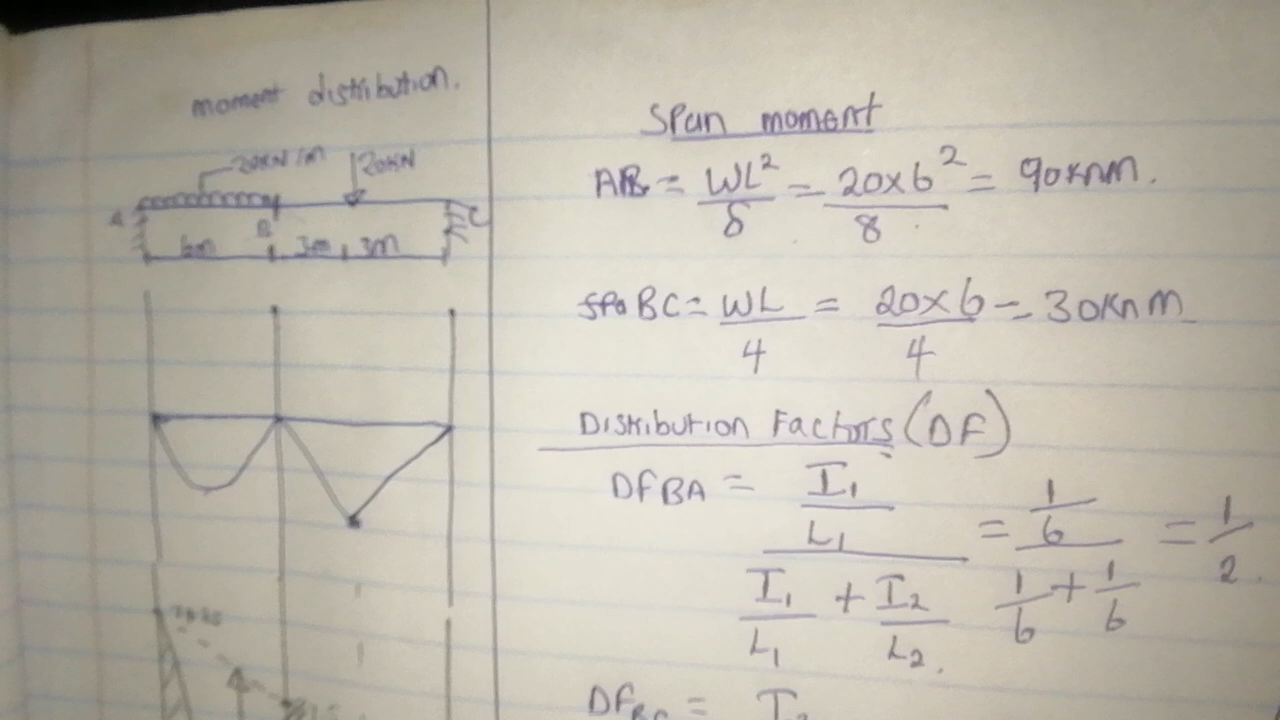 moment distribution.
20KN/m 20KN
A B C
6m 3m 3m
Span moment
AB = WL² = 20x6² = 90KNM.
8 8
BC = WL = 20x6 = 30KNM
4 4
Distribution Factors (DF)
DFBA = I₁
L₁ = 1/6 = 1/2
I₁ + I₂ 1/6 + 1/6
L₁ L₂.
DFBC = I₂